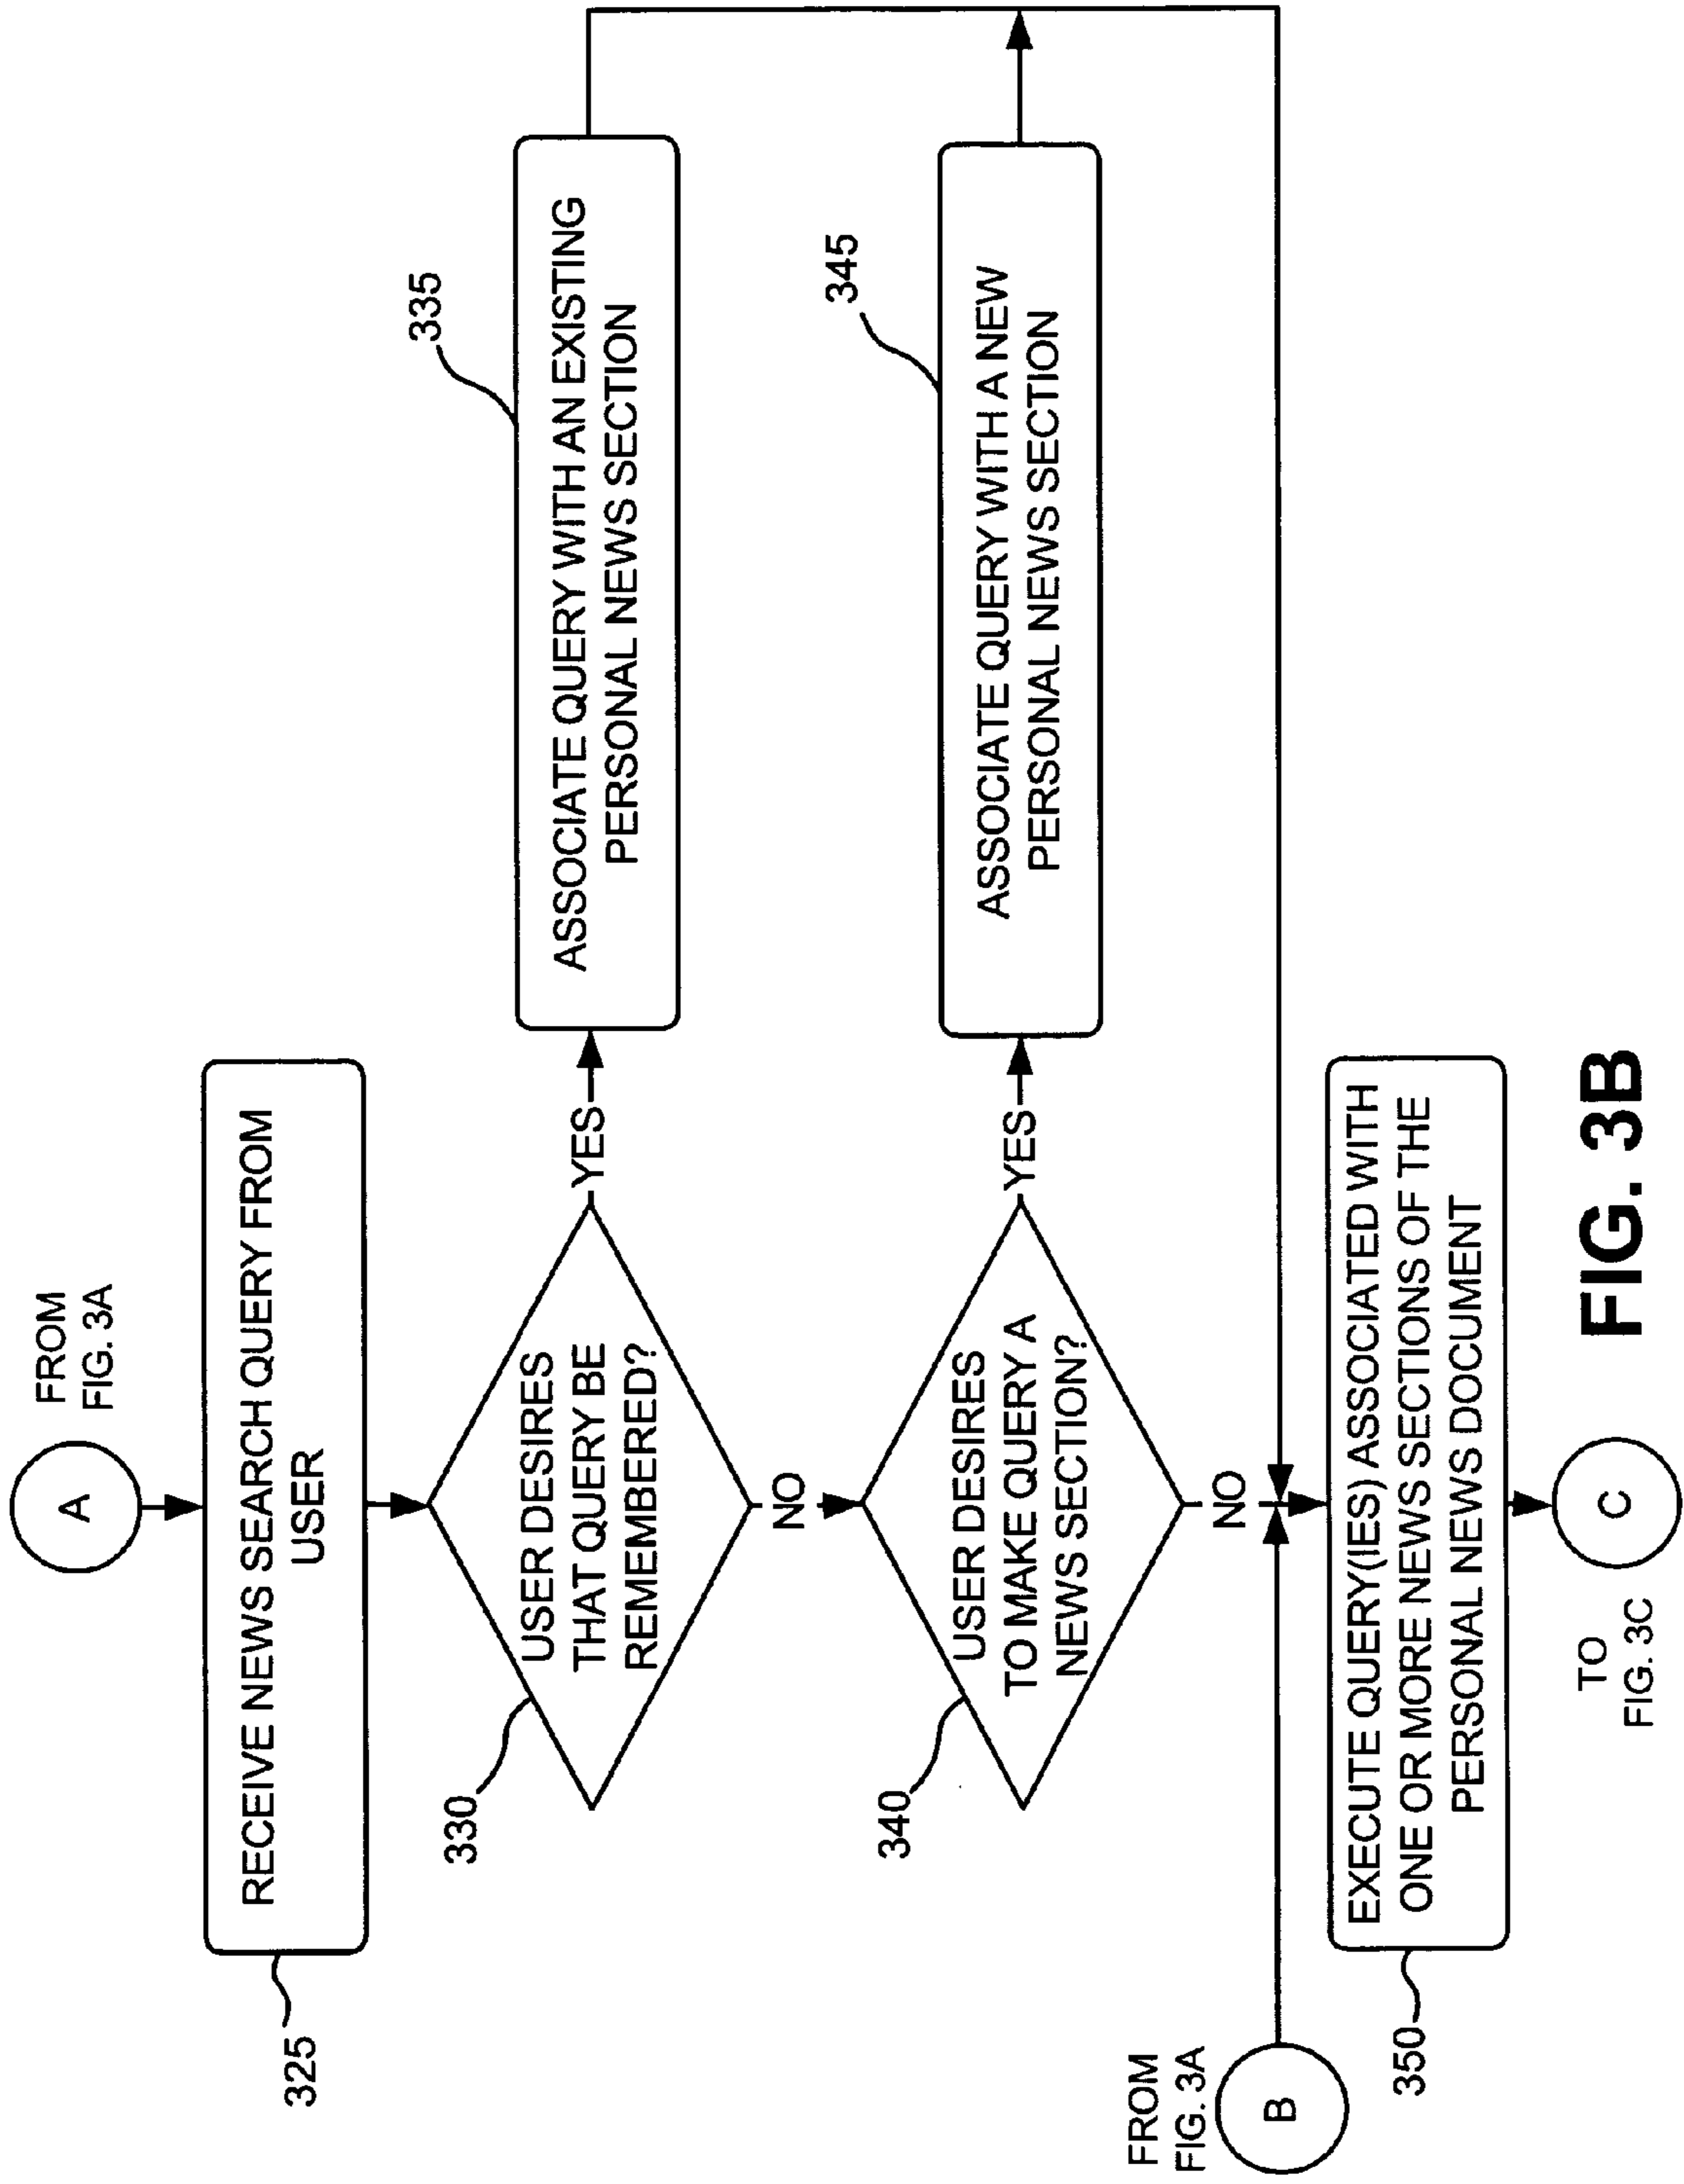 FROM
FIG. 3A
A
RECEIVE NEWS SEARCH QUERY FROM
USER
325
USER DESIRES
THAT QUERY BE
REMEMBERED?
330
YES
ASSOCIATE QUERY WITH AN EXISTING
PERSONAL NEWS SECTION
335
NO
USER DESIRES
TO MAKE QUERY A
NEWS SECTION?
340
YES
ASSOCIATE QUERY WITH A NEW
PERSONAL NEWS SECTION
345
NO
FROM
FIG. 3A
B
EXECUTE QUERY(IES) ASSOCIATED WITH
ONE OR MORE NEWS SECTIONS OF THE
PERSONAL NEWS DOCUMENT
350
TO
FIG. 3C
C
FIG. 3B